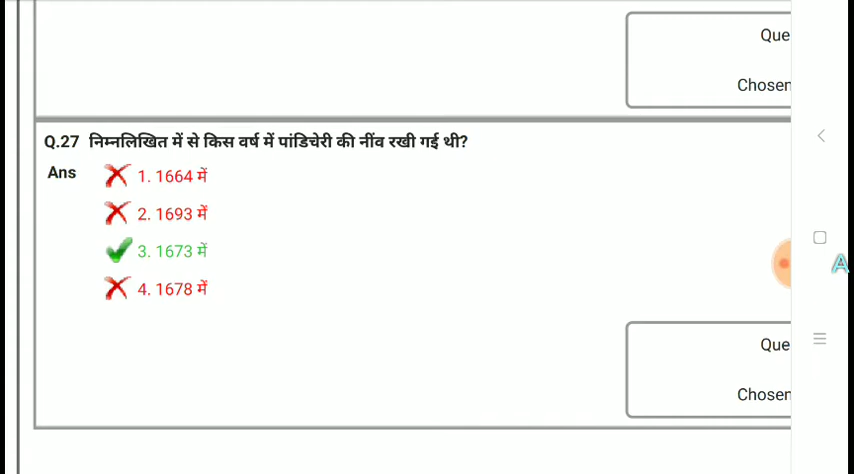 Que
Chosen
Q.27 निम्नलिखित में से किस वर्ष में पांडिचेरी की नींव रखी गई थी?
Ans
1. 1664 में
2. 1693 में
3. 1673 में
4. 1678 में
A
Que
Chosen